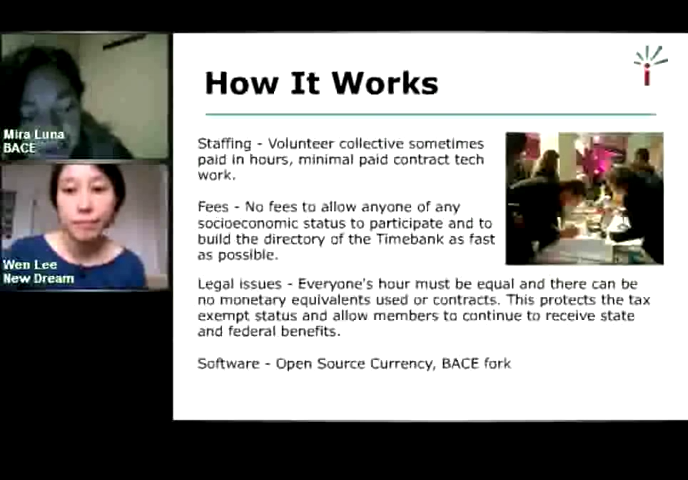 How It Works
Mira Luna
BACE
Wen Lee
New Dream
Staffing - Volunteer collective sometimes
paid in hours, minimal paid contract tech
work.
Fees - No fees to allow anyone of any
socioeconomic status to participate and to
build the directory of the Timebank as fast
as possible.
Legal issues - Everyone's hour must be equal and there can be
no monetary equivalents used or contracts. This protects the tax
exempt status and allow members to continue to receive state
and federal benefits.
Software - Open Source Currency, BACE fork